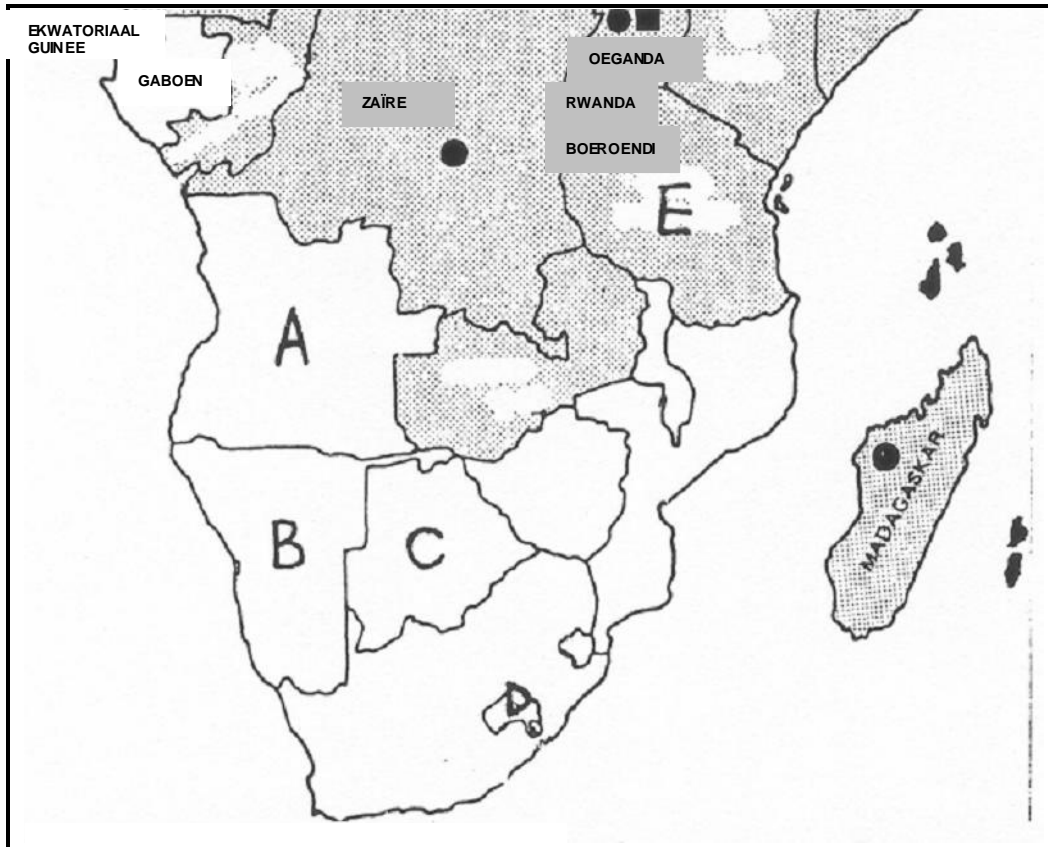 EKWATORIAAL
GUINEE
GABOEN
OEGANDA
ZAÏRE
RWANDA
BOEROENDI
E
A
MADAGASKAR
B
C
D